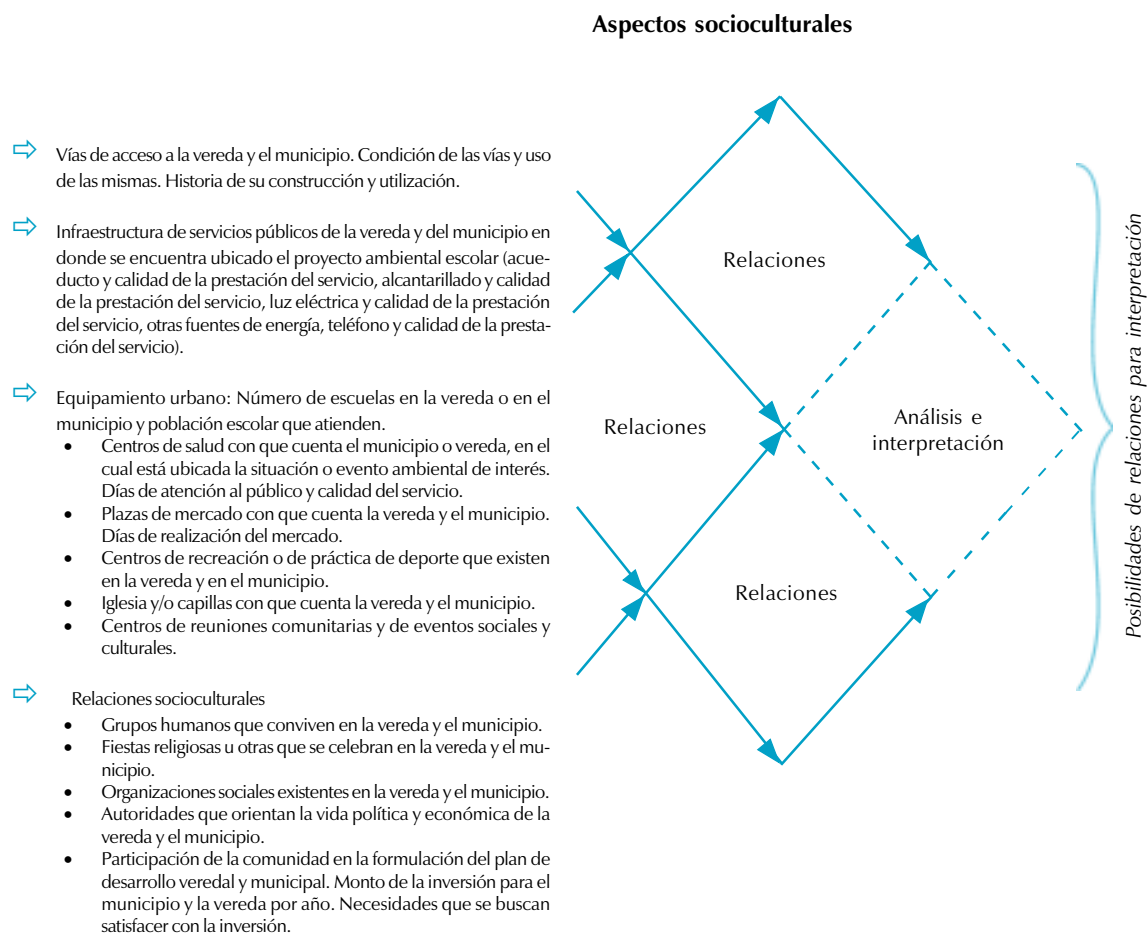 Aspectos socioculturales
Vías de acceso a la vereda y el municipio. Condición de las vías y uso
de las mismas. Historia de su construcción y utilización.
Infraestructura de servicios públicos de la vereda y del municipio en
donde se encuentra ubicado el proyecto ambiental escolar (acue-
ducto y calidad de la prestación del servicio, alcantarillado y calidad
de la prestación del servicio, luz eléctrica y calidad de la prestación
del servicio, otras fuentes de energía, teléfono y calidad de la presta-
ción del servicio).
Equipamiento urbano: Número de escuelas en la vereda o en el
municipio y población escolar que atienden.
• Centros de salud con que cuenta el municipio o vereda, en el
cual está ubicada la situación o evento ambiental de interés.
Días de atención al público y calidad del servicio.
• Plazas de mercado con que cuenta la vereda y el municipio.
Días de realización del mercado.
• Centros de recreación o de práctica de deporte que existen
en la vereda y en el municipio.
• Iglesia y/o capillas con que cuenta la vereda y el municipio.
• Centros de reuniones comunitarias y de eventos sociales y
culturales.
Relaciones socioculturales
• Grupos humanos que conviven en la vereda y el municipio.
• Fiestas religiosas u otras que se celebran en la vereda y el mu-
nicipio.
• Organizaciones sociales existentes en la vereda y el municipio.
• Autoridades que orientan la vida política y económica de la
vereda y el municipio.
• Participación de la comunidad en la formulación del plan de
desarrollo veredal y municipal. Monto de la inversión para el
municipio y la vereda por año. Necesidades que se buscan
satisfacer con la inversión.
Relaciones
Relaciones
Análisis e
interpretación
Relaciones
Posibilidades de relaciones para interpretación